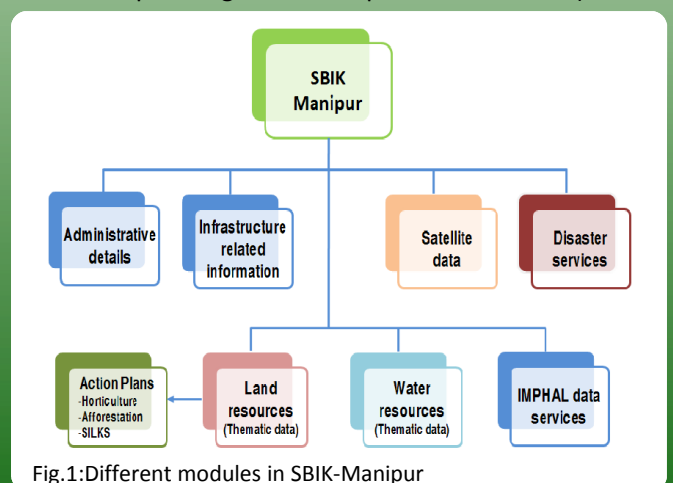 SBIK
Manipur
Administrative
details
Infrastructure
related
information
Satellite
data
Disaster
services
Action Plans
-Horticulture
-Afforestation
-SILKS
Land
resources
(Thematic data)
Water
resources
(Thematic data)
IMPHAL data
services
Fig.1:Different modules in SBIK-Manipur